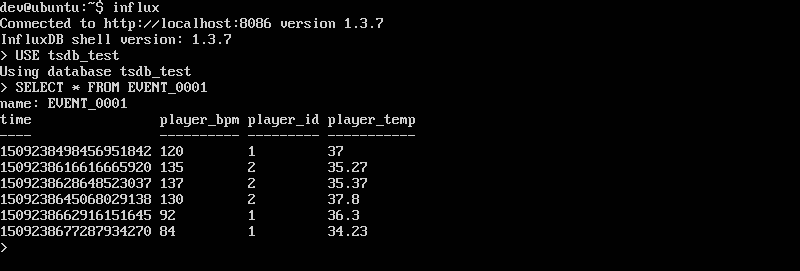 dev@ubuntu:~$ influx
Connected to http://localhost:8086 version 1.3.7
InfluxDB shell version: 1.3.7
> USE tsdb_test
Using database tsdb_test
> SELECT * FROM EVENT_0001
name: EVENT_0001
time                player_bpm player_id player_temp
----                ---------- --------- -----------
1509238498456951842 120        1         37
1509238616616665920 135        2         35.27
1509238628648523037 137        2         35.37
1509238645068029138 130        2         37.8
1509238662916151645 92         1         36.3
1509238677287934270 84         1         34.23
>